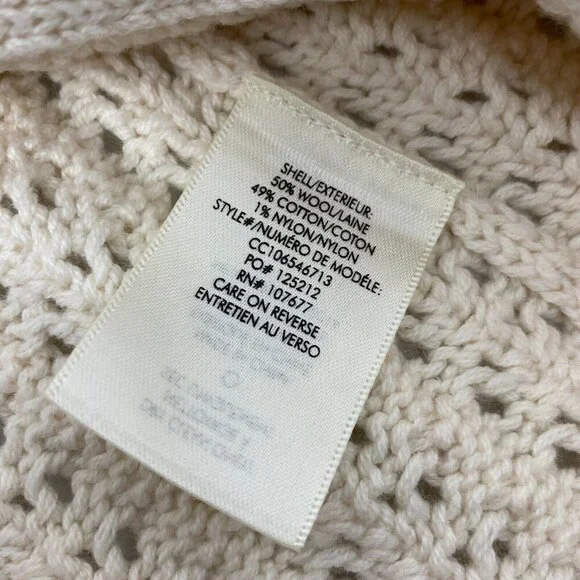 SHELL/EXTERIEUR:
50% WOOL/LAINE
49% COTTON/COTON
1% NYLON/NYLON
STYLE#/NUMÉRO DE MODÉLE:
CC106546713
PO# 125212
RN# 107677
CARE ON REVERSE
ENTRETIEN AU VERSO